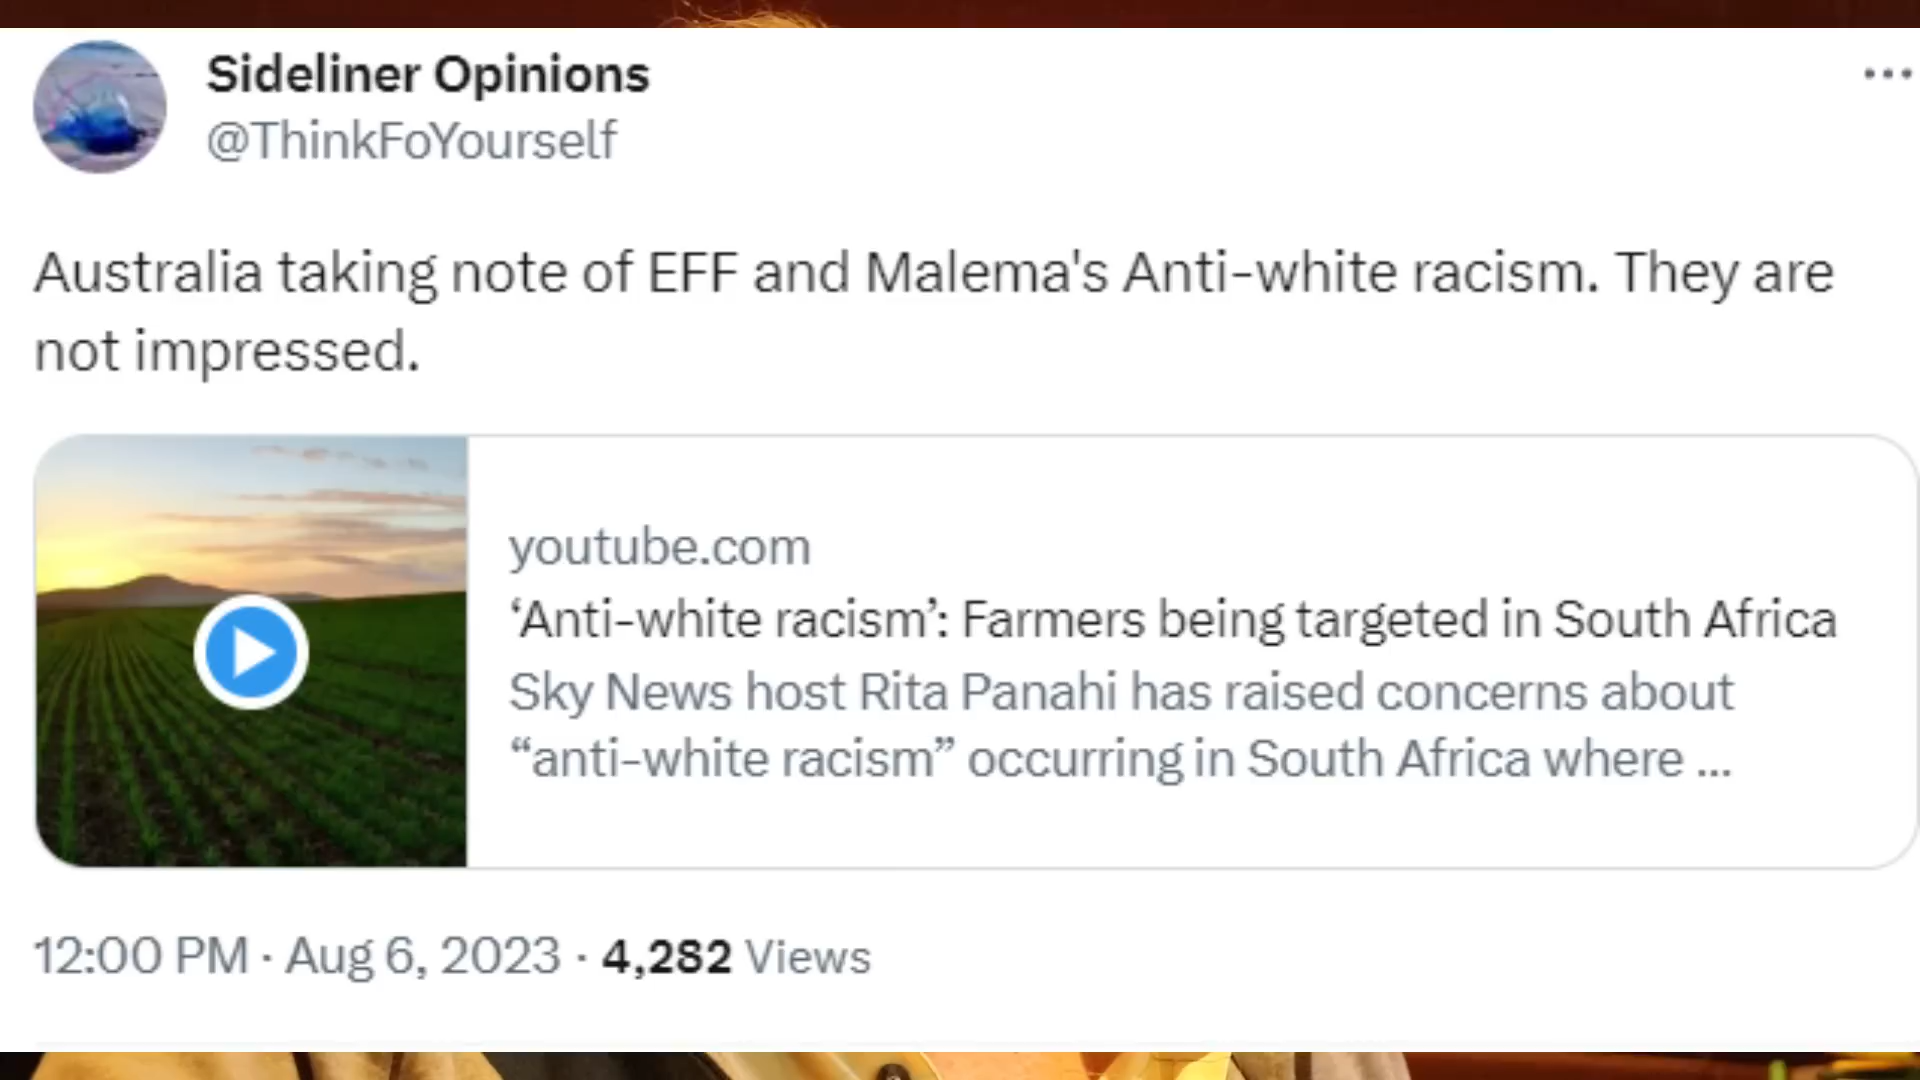 Sideliner Opinions
@ThinkFoYourself
Australia taking note of EFF and Malema's Anti-white racism. They are
not impressed.
youtube.com
‘Anti-white racism’: Farmers being targeted in South Africa
Sky News host Rita Panahi has raised concerns about
“anti-white racism” occurring in South Africa where ...
12:00 PM · Aug 6, 2023 · 4,282 Views